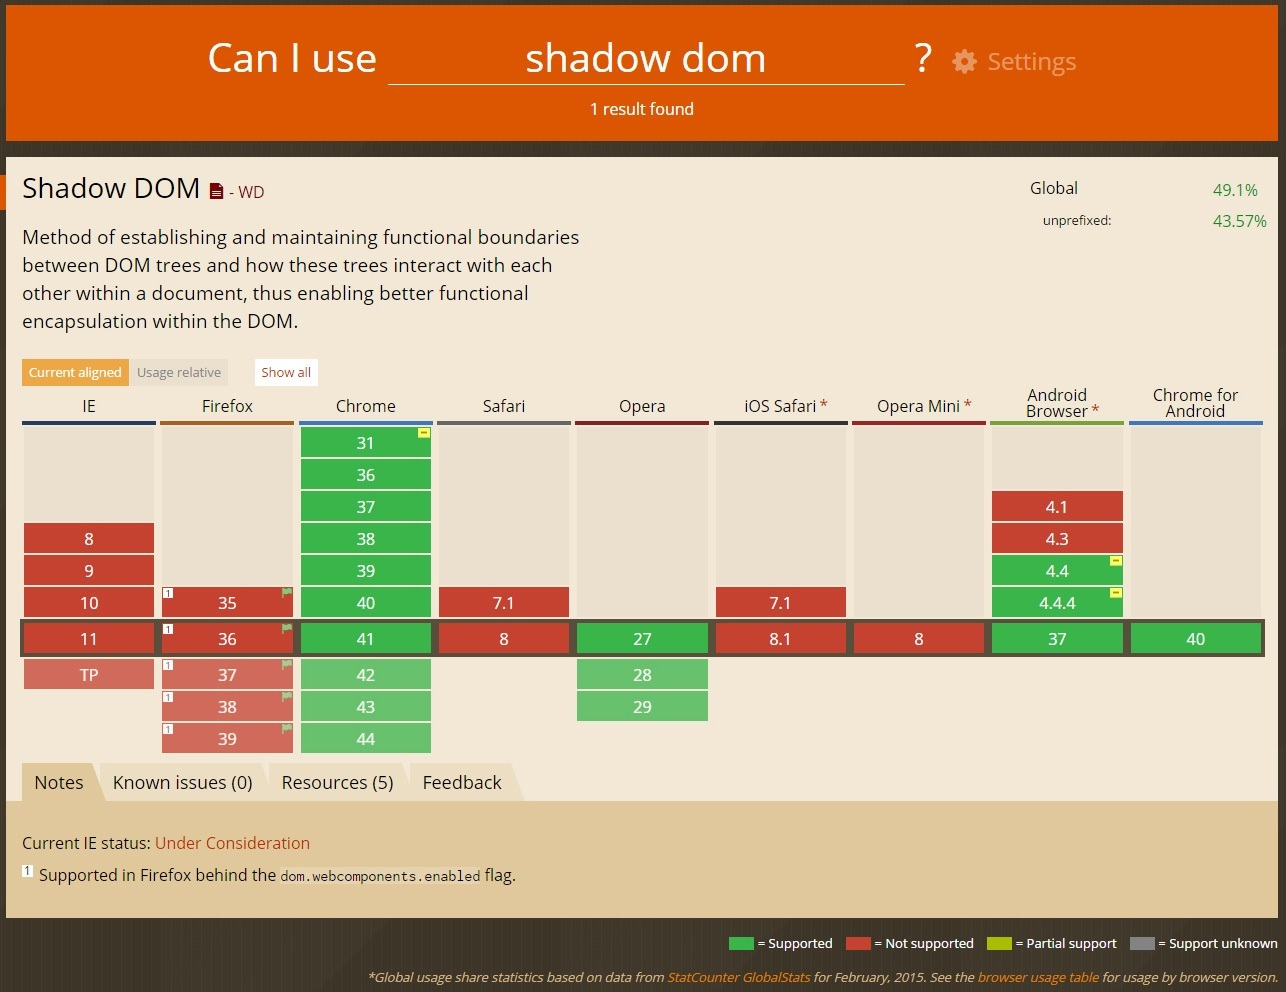 Can I use shadow dom ? Settings
1 result found
Shadow DOM - WD
Global 49.1%
unprefixed: 43.57%
Method of establishing and maintaining functional boundaries
between DOM trees and how these trees interact with each
other within a document, thus enabling better functional
encapsulation within the DOM.
Current aligned Usage relative Show all
IE Firefox Chrome Safari Opera iOS Safari * Opera Mini * Android Browser * Chrome for Android
31
36
37 4.1
8 38 4.3
9 39 4.4
10 1 35 40 7.1 7.1 4.4.4
11 1 36 41 8 27 8.1 8 37 40
TP 1 37 42 28
1 38 43 29
1 39 44
Notes Known issues (0) Resources (5) Feedback
Current IE status: Under Consideration
1 Supported in Firefox behind the dom.webcomponents.enabled flag.
= Supported = Not supported = Partial support = Support unknown
*Global usage share statistics based on data from StatCounter GlobalStats for February, 2015. See the browser usage table for usage by browser version.